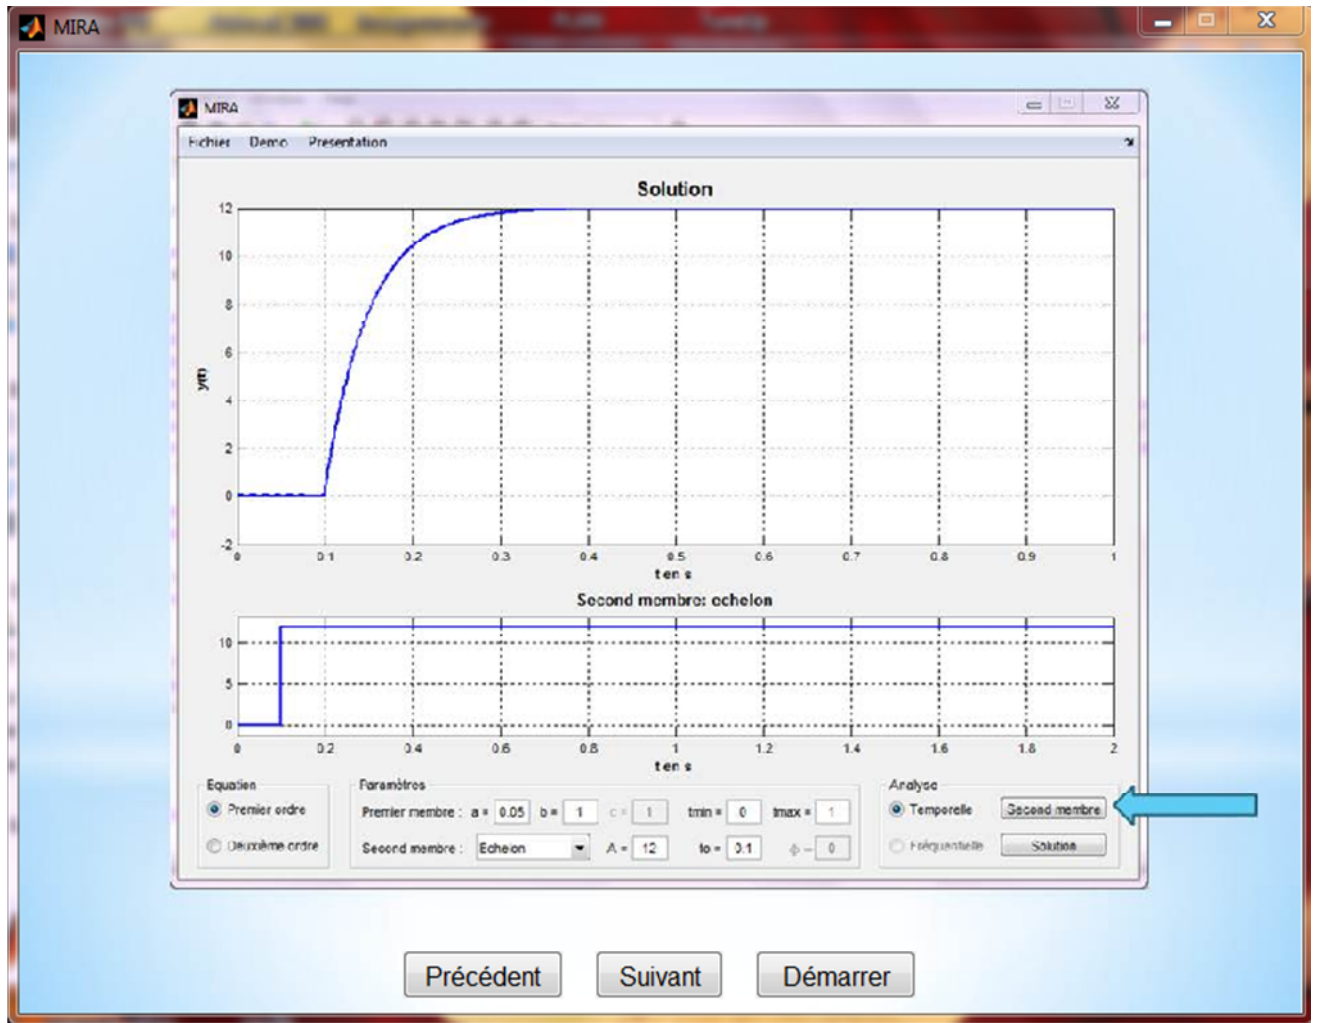 MIRA
MIRA
Fichier Demo Presentation
Solution
12
10
8
6
4
2
0
-2
y(t)
0 0.1 0.2 0.3 0.4 0.5 0.6 0.7 0.8 0.9 1
t en s
Second membre: echelon
10
5
0
0 0.2 0.4 0.6 0.8 1 1.2 1.4 1.6 1.8 2
t en s
Equation Paramètres Analyse
Premier ordre Premier membre : a = 0.05 b = 1 c = 1 tmin = 0 tmax = 1 Temporelle Second membre
Deuxième ordre Second membre : Echelon A = 12 to = 0.1 ϕ = 0 Fréquentielle Solution
Précédent Suivant Démarrer